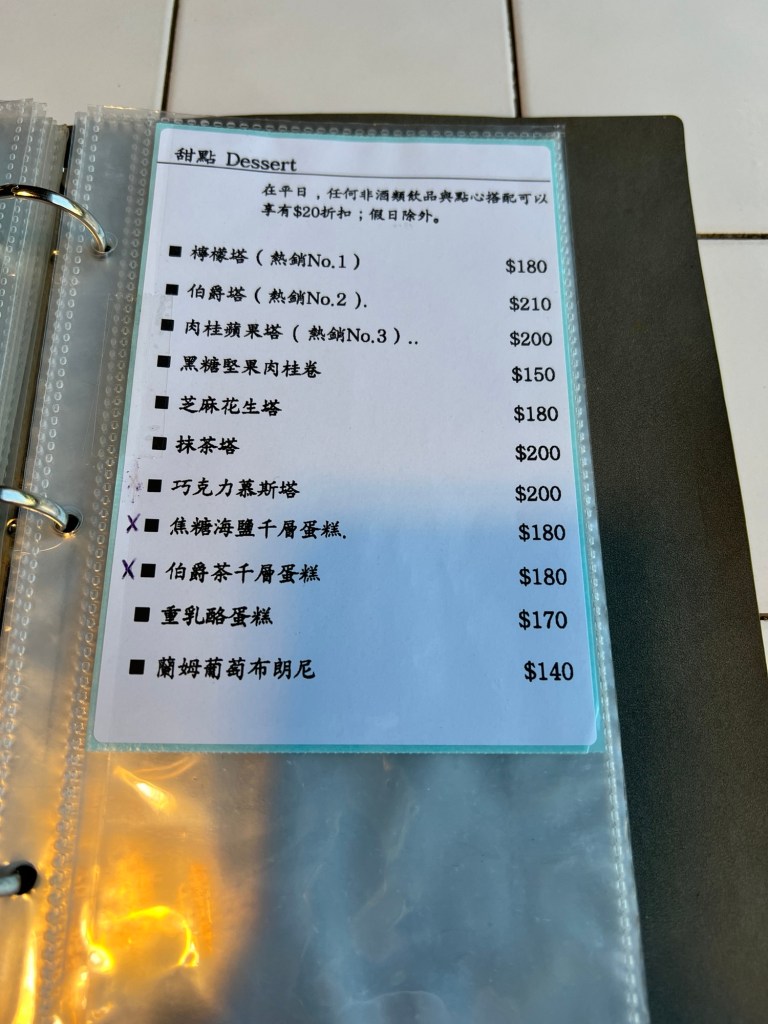 甜點 Dessert
在平日，任何非酒類飲品與點心搭配可以
享有$20折扣；假日除外。
■ 檸檬塔（熱銷No.1） $180
■ 伯爵塔（熱銷No.2）. $210
■ 肉桂蘋果塔（ 熱銷No.3）.. $200
■ 黑糖堅果肉桂卷 $150
■ 芝麻花生塔 $180
■ 抹茶塔 $200
■ 巧克力慕斯塔 $200
X ■ 焦糖海鹽千層蛋糕. $180
X ■ 伯爵茶千層蛋糕 $180
■ 重乳酪蛋糕 $170
■ 蘭姆葡萄布朗尼 $140